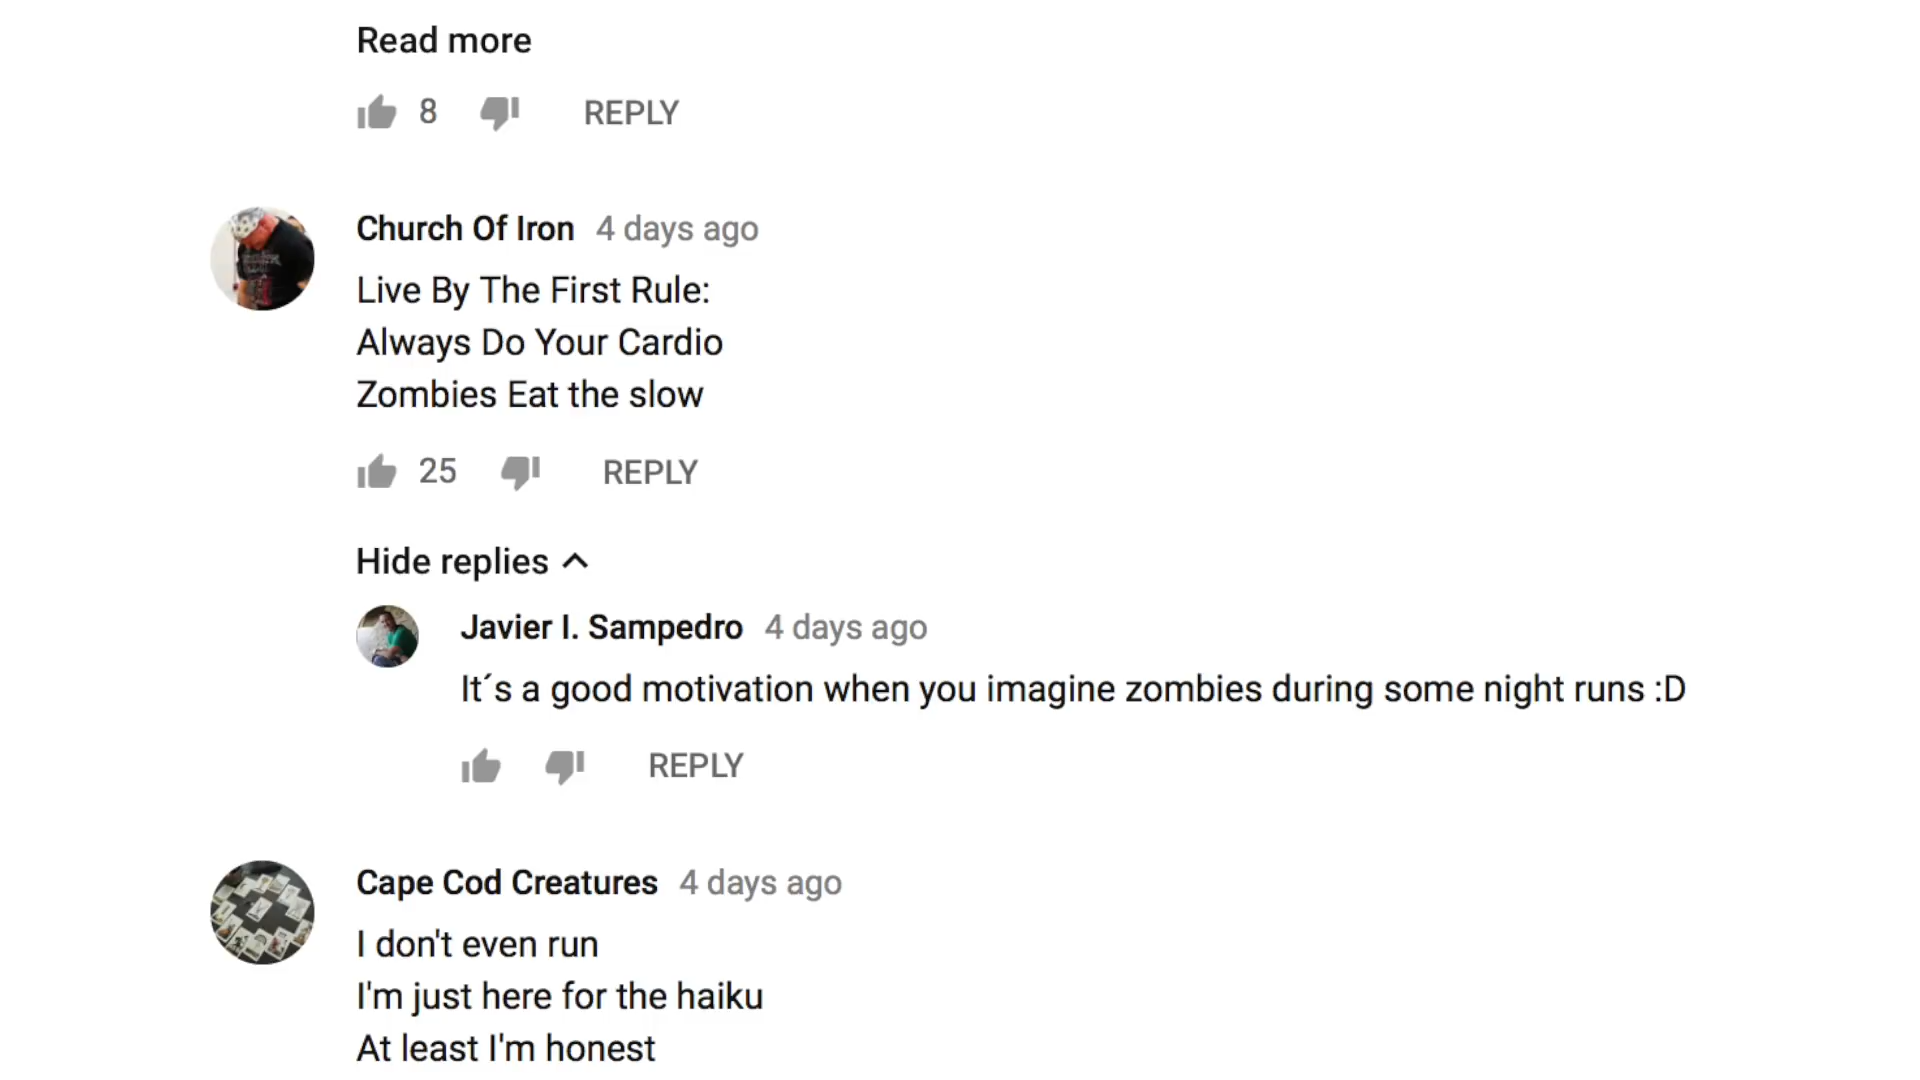 Read more
8 REPLY
Church Of Iron 4 days ago
Live By The First Rule:
Always Do Your Cardio
Zombies Eat the slow
25 REPLY
Hide replies
Javier I. Sampedro 4 days ago
It´s a good motivation when you imagine zombies during some night runs :D
REPLY
Cape Cod Creatures 4 days ago
I don't even run
I'm just here for the haiku
At least I'm honest